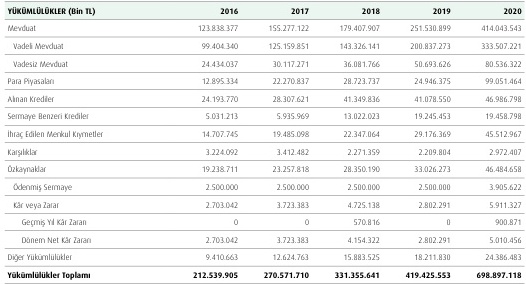 YÜKÜMLÜLÜKLER (Bin TL) 2016 2017 2018 2019 2020
Mevduat 123.838.377 155.277.122 179.407.907 251.530.899 414.043.543
Vadeli Mevduat 99.404.340 125.159.851 143.326.141 200.837.273 333.507.221
Vadesiz Mevduat 24.434.037 30.117.271 36.081.766 50.693.626 80.536.322
Para Piyasaları 12.895.334 22.270.837 28.723.737 24.946.375 99.051.464
Alınan Krediler 24.193.770 28.307.621 41.349.836 41.078.550 46.986.798
Sermaye Benzeri Krediler 5.031.213 5.935.969 13.022.023 19.245.453 19.458.798
İhraç Edilen Menkul Kıymetler 14.707.745 19.485.098 22.347.064 29.176.369 45.512.967
Karşılıklar 3.224.092 3.412.482 2.271.359 2.209.804 2.972.407
Özkaynaklar 19.238.711 23.257.818 28.350.190 33.026.273 46.484.658
Ödenmiş Sermaye 2.500.000 2.500.000 2.500.000 2.500.000 3.905.622
Kâr veya Zarar 2.703.042 3.723.383 4.725.138 2.802.291 5.911.327
Geçmiş Yıl Kâr Zararı 0 0 570.816 0 900.871
Dönem Net Kâr Zararı 2.703.042 3.723.383 4.154.322 2.802.291 5.010.456
Diğer Yükümlülükler 9.410.663 12.624.763 15.883.525 18.211.830 24.386.483
Yükümlülükler Toplamı 212.539.905 270.571.710 331.355.641 419.425.553 698.897.118